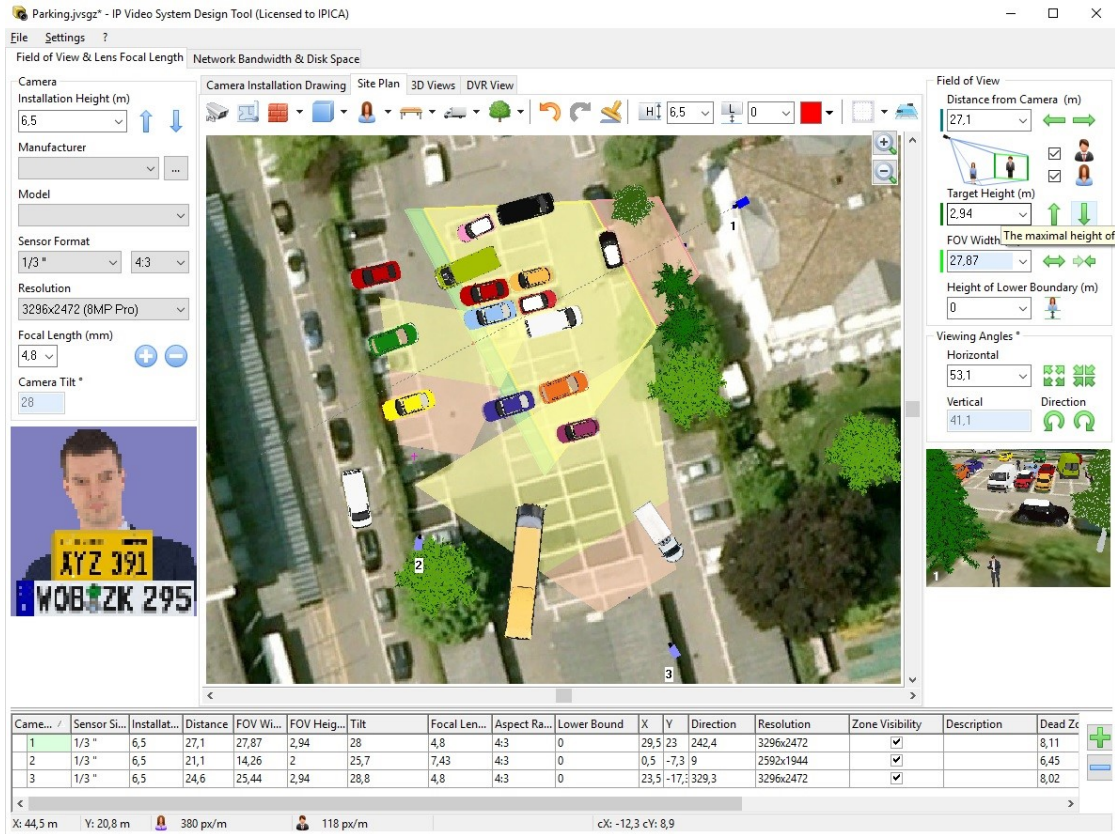 Parking.jvsgz* - IP Video System Design Tool (Licensed to IPICA)
File Settings ?
Field of View & Lens Focal Length Network Bandwidth & Disk Space
Camera
Installation Height (m)
6,5
Manufacturer
...
Model
Sensor Format
1/3 " 4:3
Resolution
3296x2472 (8MP Pro)
Focal Length (mm)
4,8
Camera Tilt °
28
XYZ 391
WOB ZK 295
Camera Installation Drawing Site Plan 3D Views DVR View
H 6,5 L 0
1
2
3
Field of View
Distance from Camera (m)
27,1
Target Height (m)
2,94
The maximal height of
FOV Width
27,87
Height of Lower Boundary (m)
0
Viewing Angles °
Horizontal
53,1
Vertical Direction
41,1
1
Came... / Sensor Si... Installat... Distance FOV Wi... FOV Heig... Tilt Focal Len... Aspect Ra... Lower Bound X Y Direction Resolution Zone Visibility Description Dead Zo
1 1/3 " 6,5 27,1 27,87 2,94 28 4,8 4:3 0 29,5 23 242,4 3296x2472 8,11
2 1/3 " 6,5 21,1 14,26 2 25,7 7,43 4:3 0 0,5 -7,3 9 2592x1944 6,45
3 1/3 " 6,5 24,6 25,44 2,94 28,8 4,8 4:3 0 23,5 -17,3 329,3 3296x2472 8,02
X: 44,5 m Y: 20,8 m 380 px/m 118 px/m cX: -12,3 cY: 8,9